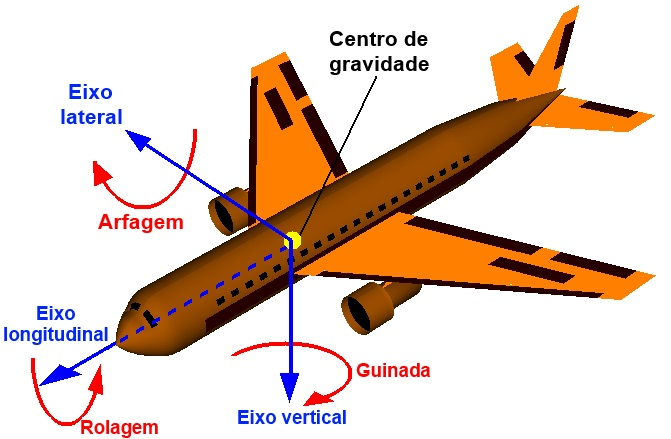 Centro de
gravidade
Eixo
lateral
Arfagem
Eixo
longitudinal
Rolagem
Guinada
Eixo vertical